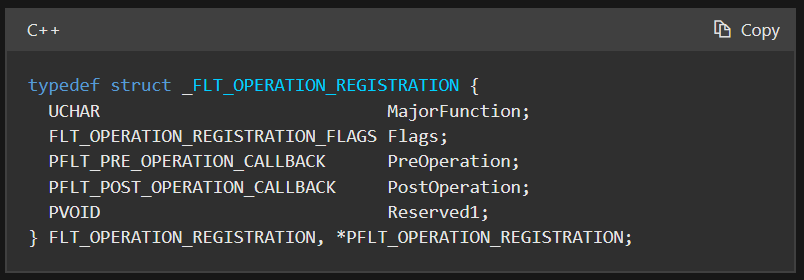 C++
Copy
typedef struct _FLT_OPERATION_REGISTRATION {
  UCHAR                            MajorFunction;
  FLT_OPERATION_REGISTRATION_FLAGS Flags;
  PFLT_PRE_OPERATION_CALLBACK      PreOperation;
  PFLT_POST_OPERATION_CALLBACK     PostOperation;
  PVOID                            Reserved1;
} FLT_OPERATION_REGISTRATION, *PFLT_OPERATION_REGISTRATION;